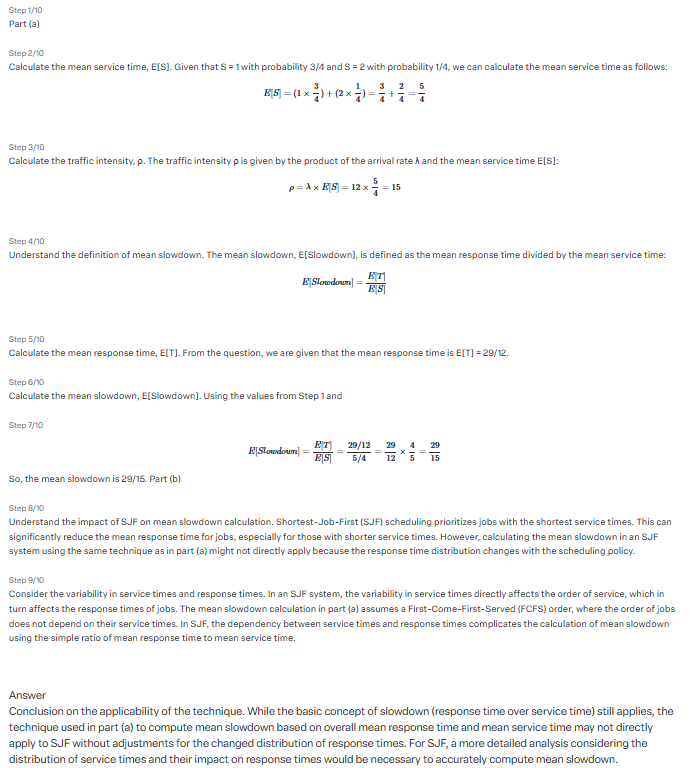 Step 1/10
Part (a)
Step 2/10
Calculate the mean service time, E[S]. Given that S = 1 with probability 3/4 and S = 2 with probability 1/4, we can calculate the mean service time as follows:
E[S] = (1 × 3/4) + (2 × 1/4) = 3/4 + 2/4 = 5/4
Step 3/10
Calculate the traffic intensity, ρ. The traffic intensity ρ is given by the product of the arrival rate λ and the mean service time E[S]:
ρ = λ × E[S] = 12 × 5/4 = 15
Step 4/10
Understand the definition of mean slowdown. The mean slowdown, E[Slowdown], is defined as the mean response time divided by the mean service time:
E[Slowdown] = E[T]/E[S]
Step 5/10
Calculate the mean response time, E[T]. From the question, we are given that the mean response time is E[T] = 29/12.
Step 6/10
Calculate the mean slowdown, E[Slowdown]. Using the values from Step 1 and
Step 7/10
E[Slowdown] = E[T]/E[S] = 29/12/5/4 = 29/12 × 4/5 = 29/15
So, the mean slowdown is 29/15. Part (b)
Step 8/10
Understand the impact of SJF on mean slowdown calculation. Shortest-Job-First (SJF) scheduling prioritizes jobs with the shortest service times. This can
significantly reduce the mean response time for jobs, especially for those with shorter service times. However, calculating the mean slowdown in an SJF
system using the same technique as in part (a) might not directly apply because the response time distribution changes with the scheduling policy.
Step 9/10
Consider the variability in service times and response times. In an SJF system, the variability in service times directly affects the order of service, which in
turn affects the response times of jobs. The mean slowdown calculation in part (a) assumes a First-Come-First-Served (FCFS) order, where the order of jobs
does not depend on their service times. In SJF, the dependency between service times and response times complicates the calculation of mean slowdown
using the simple ratio of mean response time to mean service time.
Answer
Conclusion on the applicability of the technique. While the basic concept of slowdown (response time over service time) still applies, the
technique used in part (a) to compute mean slowdown based on overall mean response time and mean service time may not directly
apply to SJF without adjustments for the changed distribution of response times. For SJF, a more detailed analysis considering the
distribution of service times and their impact on response times would be necessary to accurately compute mean slowdown.